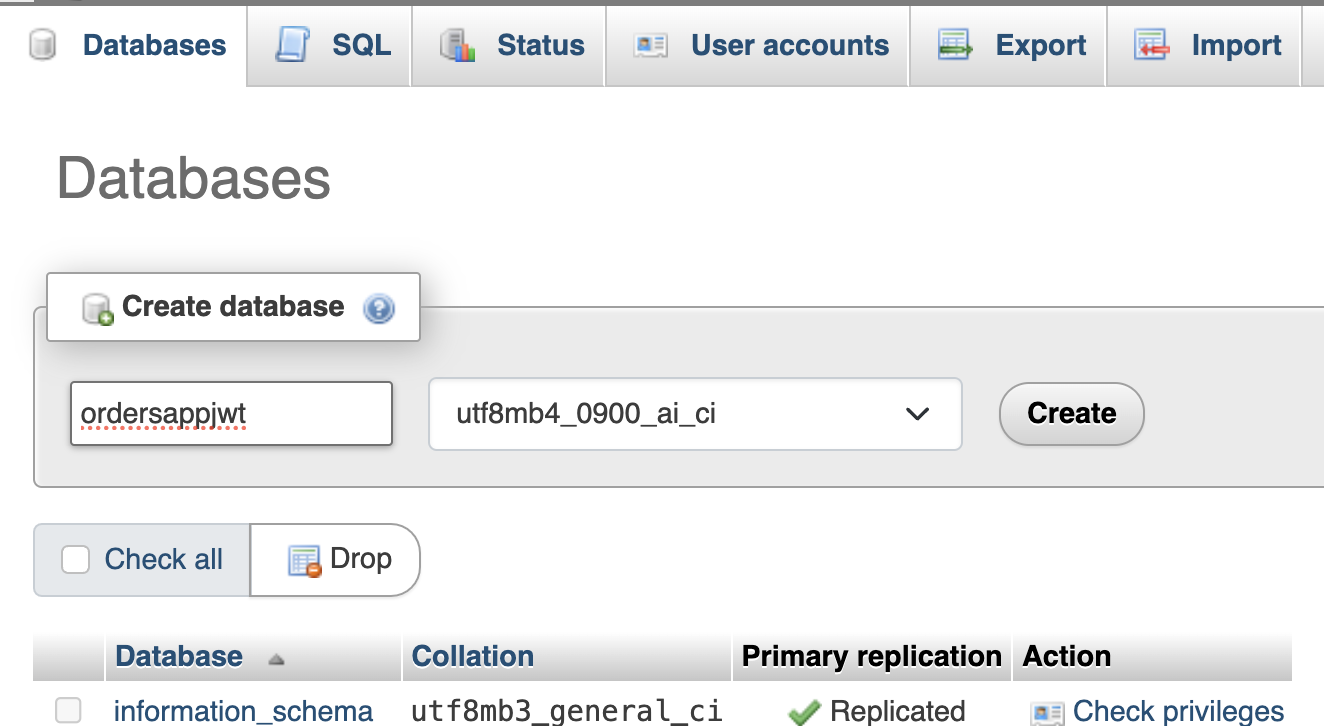 Databases SQL Status User accounts Export Import
Databases
Create database
ordersappjwt utf8mb4_0900_ai_ci Create
Check all Drop
Database Collation Primary replication Action
information_schema utf8mb3_general_ci Replicated Check privileges